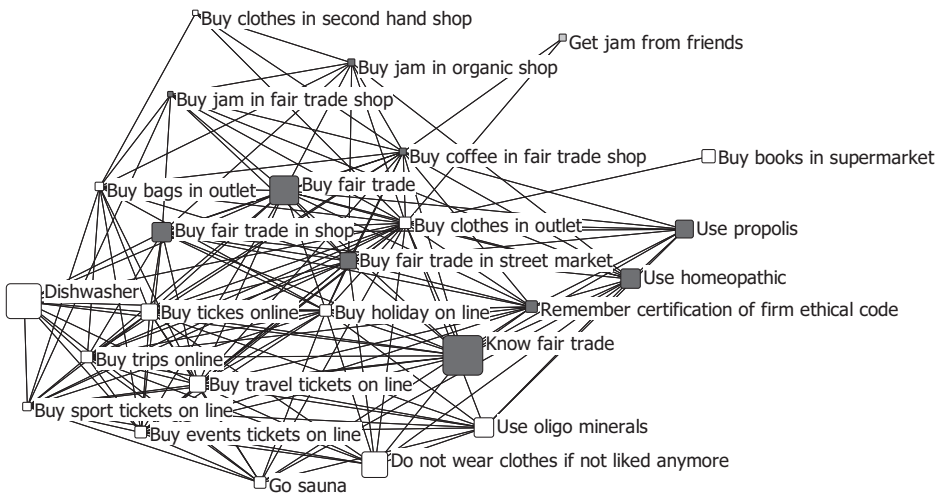 Buy clothes in second hand shop
Get jam from friends
Buy jam in organic shop
Buy jam in fair trade shop
Buy coffee in fair trade shop
Buy books in supermarket
Buy bags in outlet
Buy fair trade
Buy fair trade in shop
Buy clothes in outlet
Use propolis
Buy fair trade in street market
Use homeopathic
Dishwasher
Buy tickes online
Buy holiday on line
Remember certification of firm ethical code
Know fair trade
Buy trips online
Buy travel tickets on line
Buy sport tickets on line
Use oligo minerals
Buy events tickets on line
Do not wear clothes if not liked anymore
Go sauna